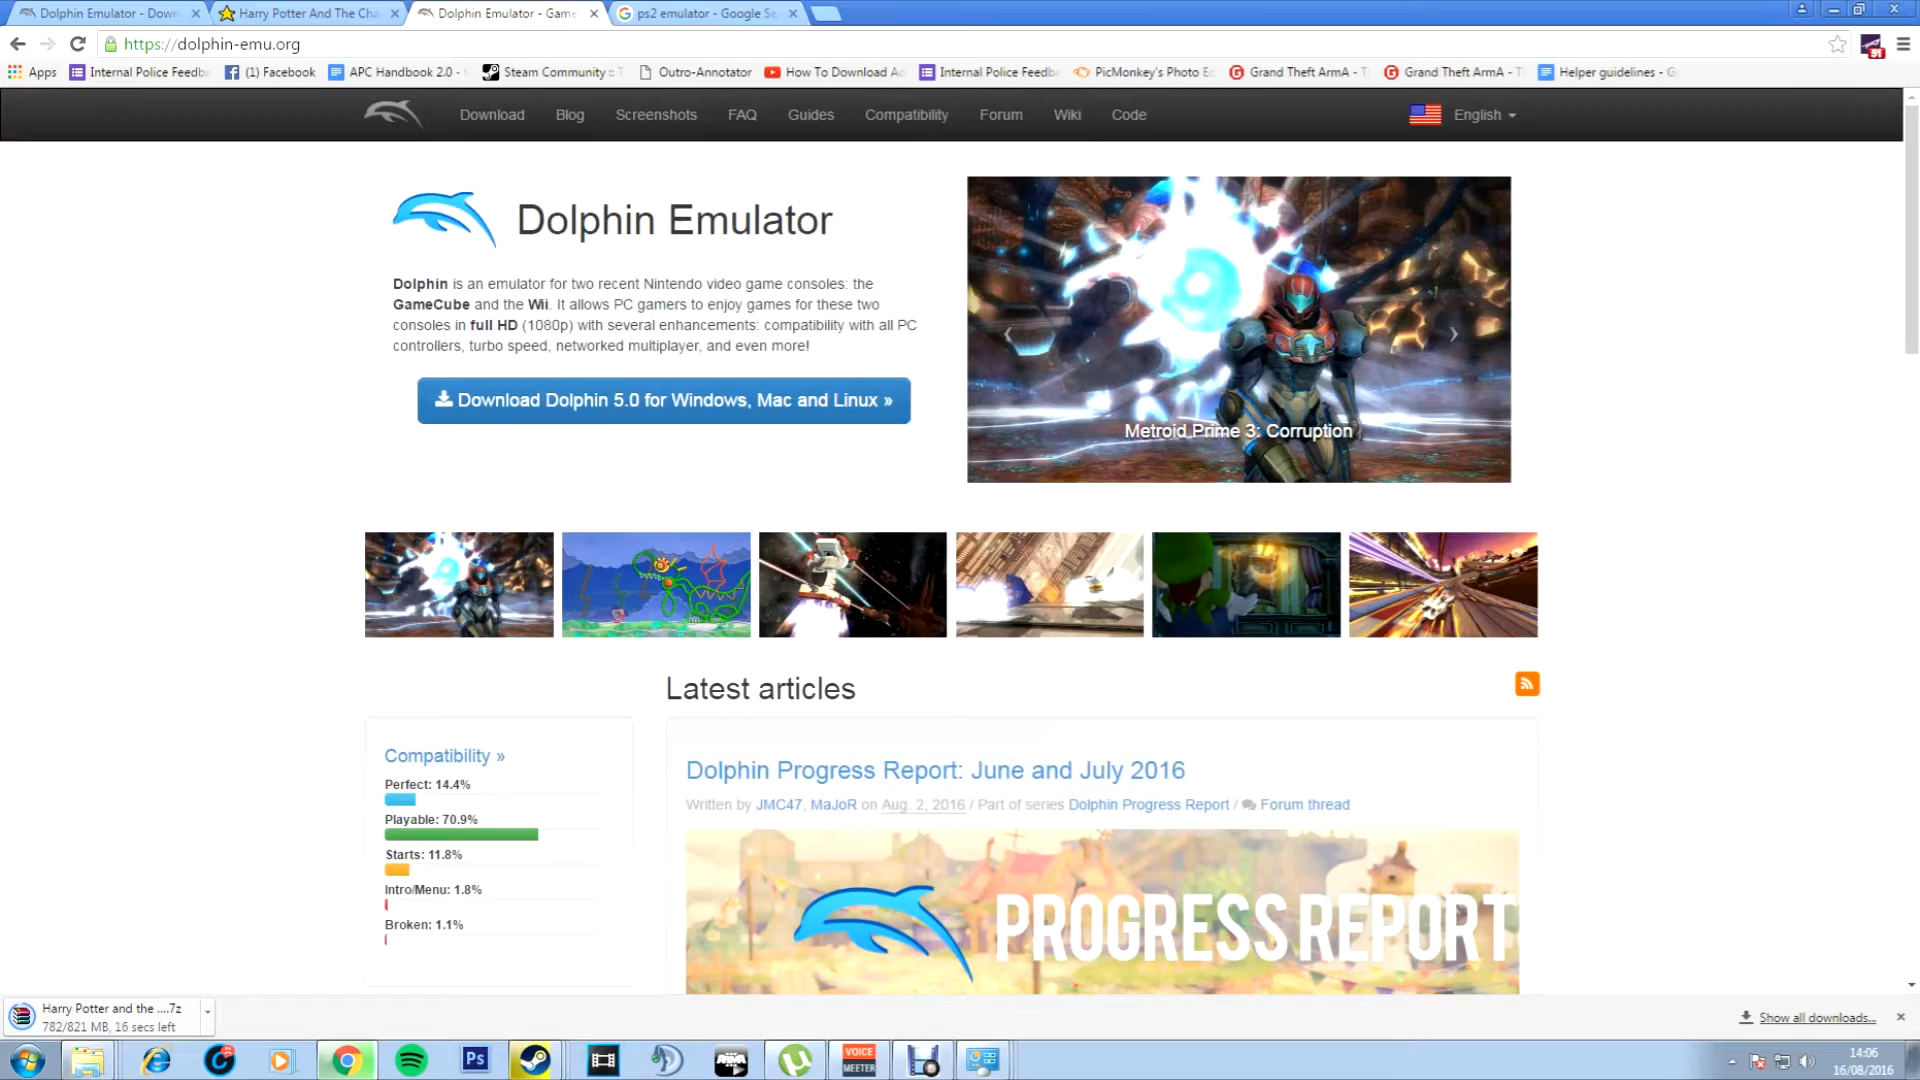 Dolphin Emulator - Down
Harry Potter And The Cha
Dolphin Emulator - Game
ps2 emulator - Google Se
https://dolphin-emu.org
51
Apps
Internal Police Feedb
(1) Facebook
APC Handbook 2.0 -
Steam Community :: T
Outro-Annotator
How To Download Ad
Internal Police Feedb
PicMonkey's Photo E
Grand Theft ArmA - T
Grand Theft ArmA - T
Helper guidelines - G
Download
Blog
Screenshots
FAQ
Guides
Compatibility
Forum
Wiki
Code
English
Dolphin Emulator
Dolphin is an emulator for two recent Nintendo video game consoles: the
GameCube and the Wii. It allows PC gamers to enjoy games for these two
consoles in full HD (1080p) with several enhancements: compatibility with all PC
controllers, turbo speed, networked multiplayer, and even more!
Download Dolphin 5.0 for Windows, Mac and Linux »
Metroid Prime 3: Corruption
Latest articles
Compatibility »
Perfect: 14.4%
Playable: 70.9%
Starts: 11.8%
Intro/Menu: 1.8%
Broken: 1.1%
Dolphin Progress Report: June and July 2016
Written by JMC47, MaJoR on Aug. 2, 2016 / Part of series Dolphin Progress Report / Forum thread
PROGRESS REPORT
Harry Potter and the ....7z
782/821 MB, 16 secs left
Show all downloads...
Ps
ARMA
VOICE
MEETER
14:06
16/08/2016